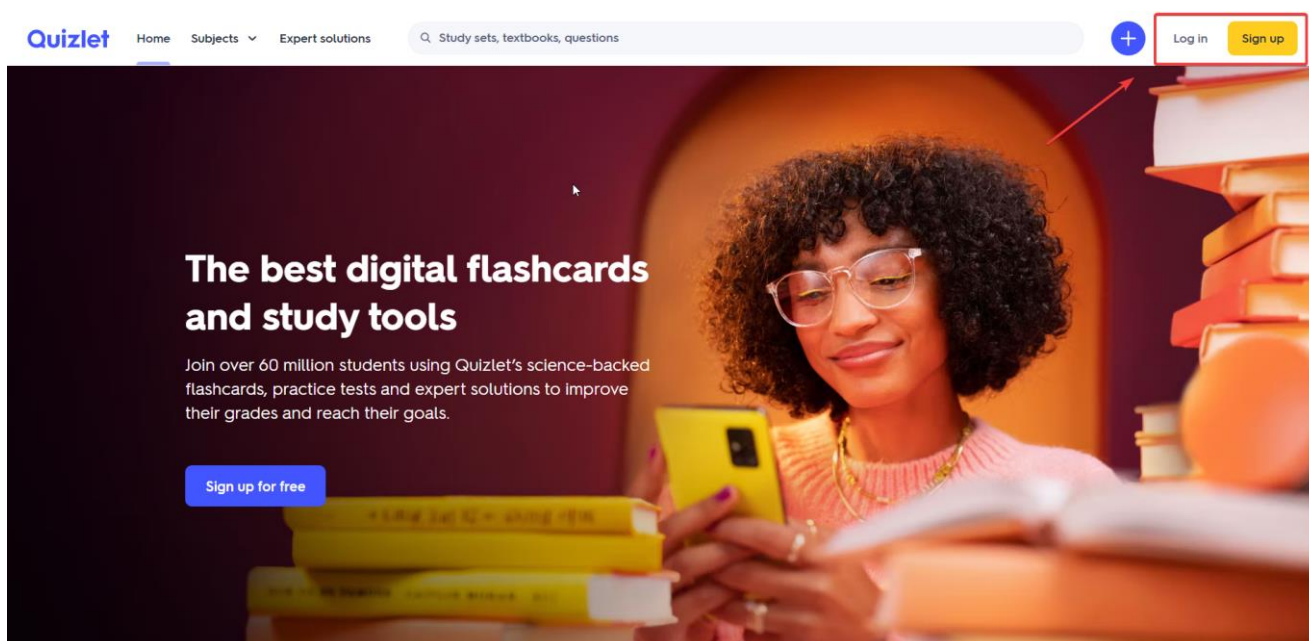 Quizlet
Home
Subjects
Expert solutions
Study sets, textbooks, questions
Log in
Sign up
The best digital flashcards
and study tools
Join over 60 million students using Quizlet's science-backed
flashcards, practice tests and expert solutions to improve
their grades and reach their goals.
Sign up for free